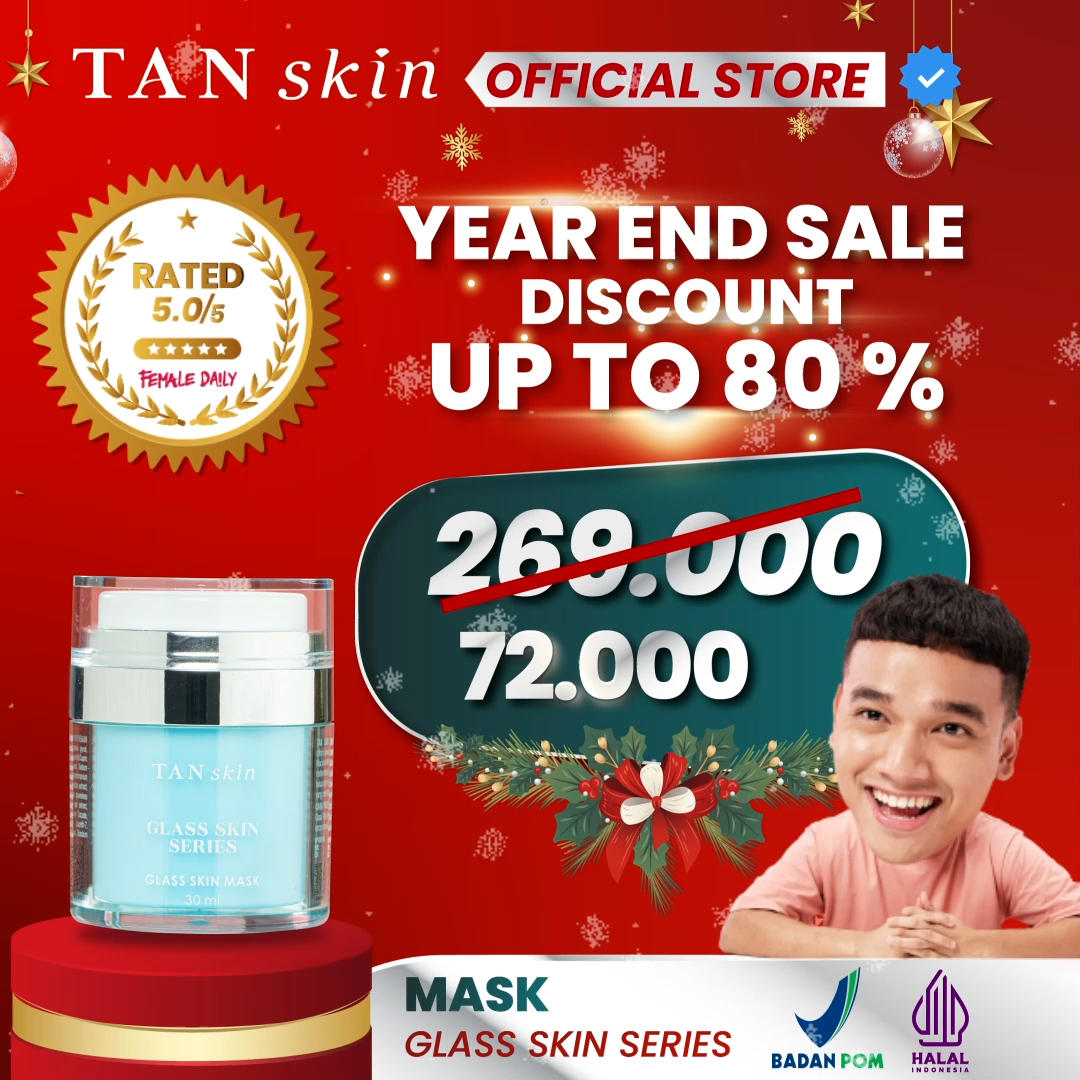 TAN skin OFFICIAL STORE
RATED
5.0/5
FEMALE DAILY
YEAR END SALE
DISCOUNT
UP TO 80 %
269.000
72.000
TAN skin
GLASS SKIN
SERIES
GLASS SKIN MASK
30 ml
MASK
GLASS SKIN SERIES
BADAN POM
HALAL
INDONESIA